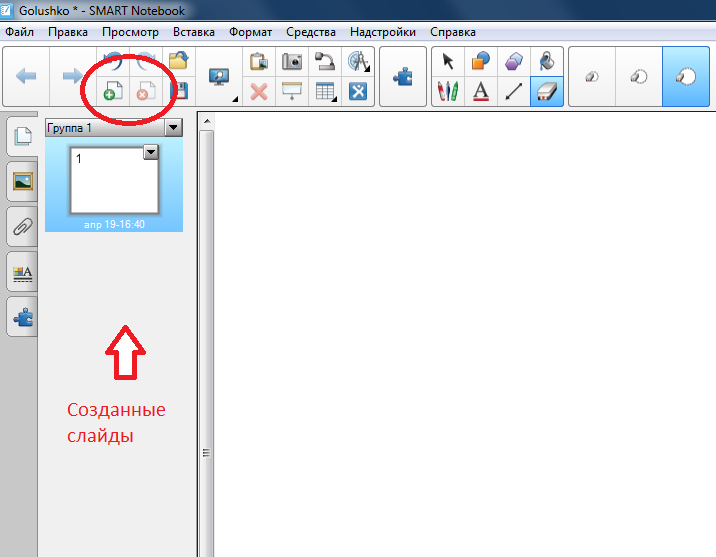 Golushko * - SMART Notebook
Файл Правка Просмотр Вставка Формат Средства Надстройки Справка
Группа 1
1
апр 19-16:40
Созданные
слайды